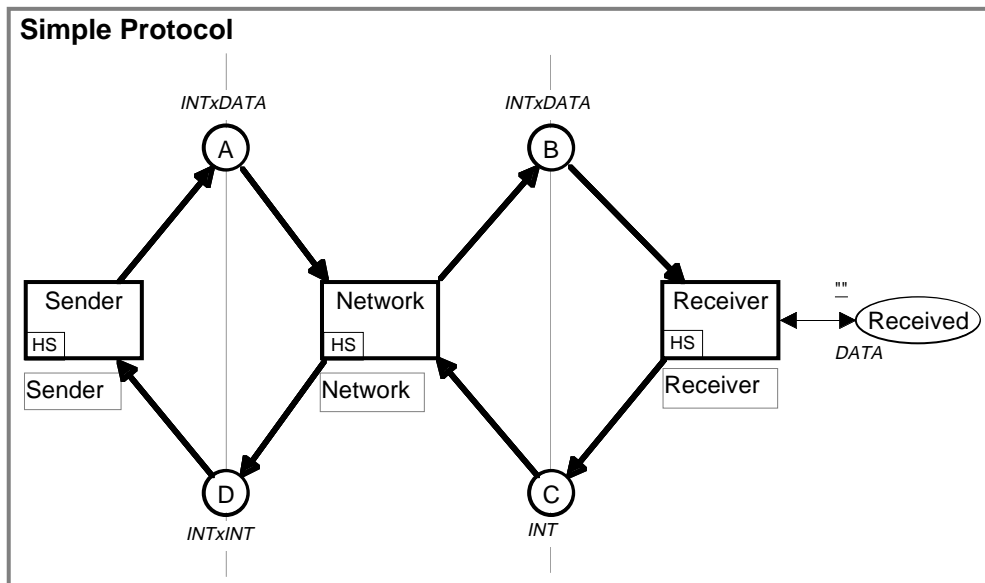 Simple Protocol
INTxDATA
INTxDATA
A
B
Sender
HS
Sender
Network
HS
Network
Receiver
HS
Receiver
""
Received
DATA
D
INTxINT
C
INT